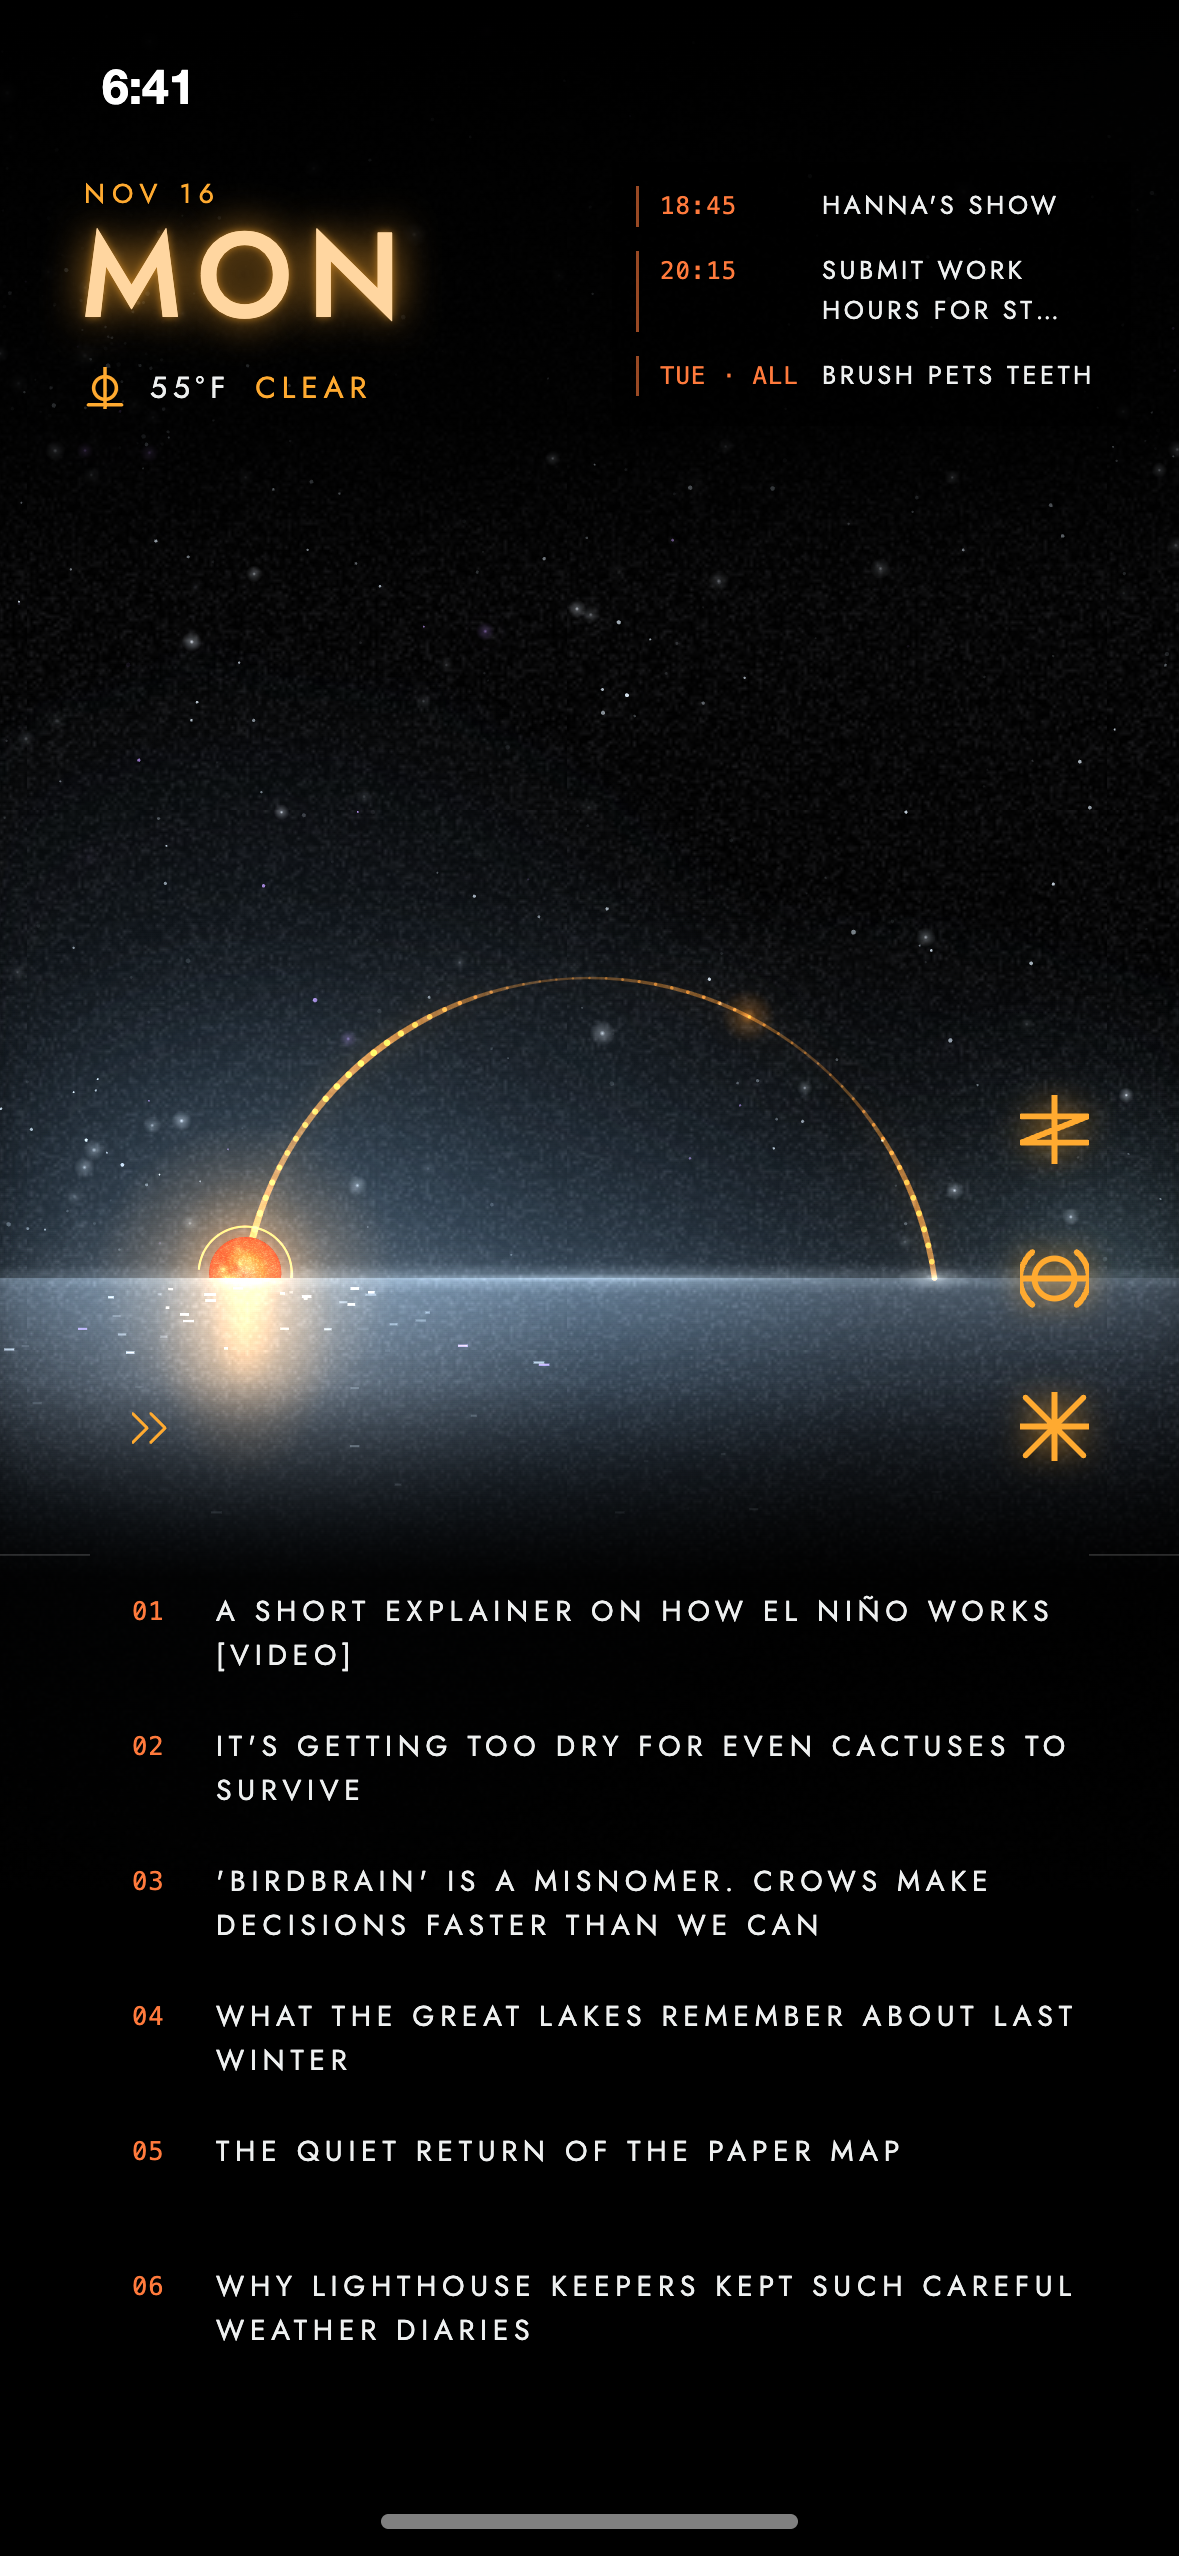 6:41
NOV 16
MON
55°F CLEAR
18:45 HANNA'S SHOW
20:15 SUBMIT WORK
HOURS FOR ST...
TUE · ALL BRUSH PETS TEETH
01 A SHORT EXPLAINER ON HOW EL NIÑO WORKS
[VIDEO]
02 IT'S GETTING TOO DRY FOR EVEN CACTUSES TO
SURVIVE
03 'BIRDBRAIN' IS A MISNOMER. CROWS MAKE
DECISIONS FASTER THAN WE CAN
04 WHAT THE GREAT LAKES REMEMBER ABOUT LAST
WINTER
05 THE QUIET RETURN OF THE PAPER MAP
06 WHY LIGHTHOUSE KEEPERS KEPT SUCH CAREFUL
WEATHER DIARIES